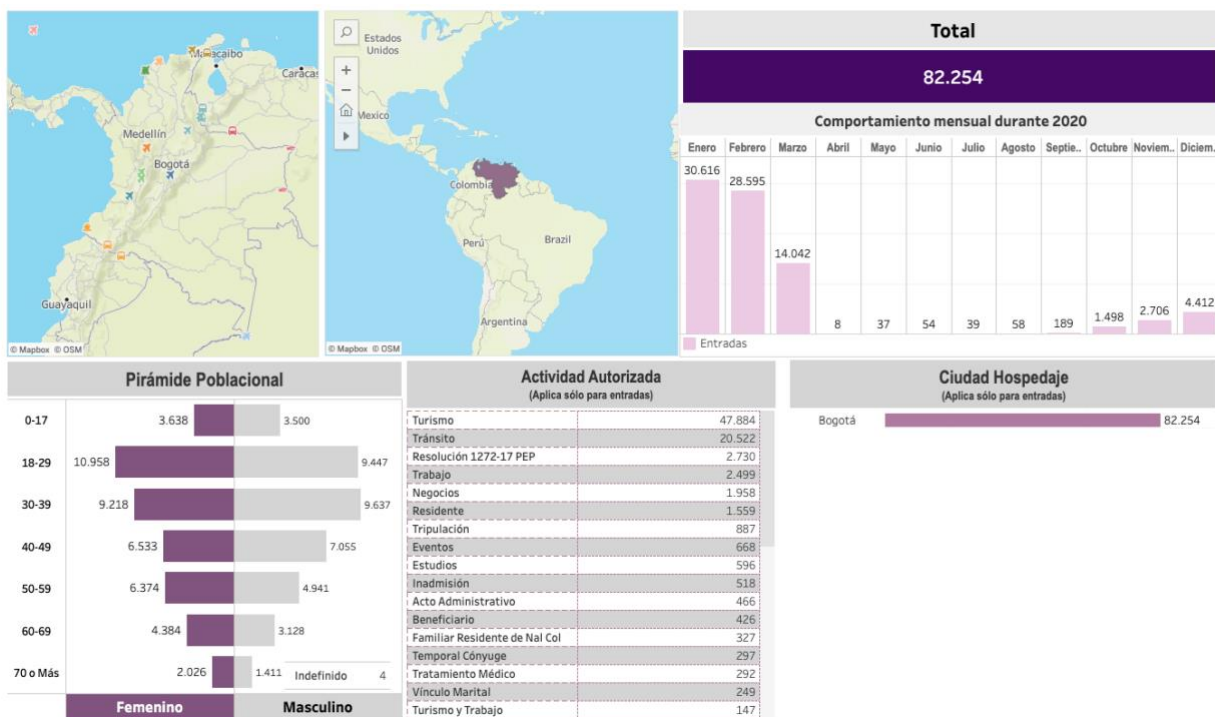 Maracaibo
Caracas
Medellín
Bogotá
Guayaquil
© Mapbox © OSM
Estados
Unidos
Mexico
Colombia
Perú
Brazil
Argentina
© Mapbox © OSM
Total
82.254
Comportamiento mensual durante 2020
Enero Febrero Marzo Abril Mayo Junio Julio Agosto Septie.. Octubre Noviem.. Diciem.
30.616 28.595 14.042 8 37 54 39 58 189 1.498 2.706 4.412
Entradas
Pirámide Poblacional
0-17 3.638 3.500
18-29 10.958 9.447
30-39 9.218 9.637
40-49 6.533 7.055
50-59 6.374 4.941
60-69 4.384 3.128
70 o Más 2.026 1.411 Indefinido 4
Femenino Masculino
Actividad Autorizada
(Aplica sólo para entradas)
Turismo 47.884
Tránsito 20.522
Resolución 1272-17 PEP 2.730
Trabajo 2.499
Negocios 1.958
Residente 1.559
Tripulación 887
Eventos 668
Estudios 596
Inadmisión 518
Acto Administrativo 466
Beneficiario 426
Familiar Residente de Nal Col 327
Temporal Cónyuge 297
Tratamiento Médico 292
Vínculo Marital 249
Turismo y Trabajo 147
Ciudad Hospedaje
(Aplica sólo para entradas)
Bogotá 82.254